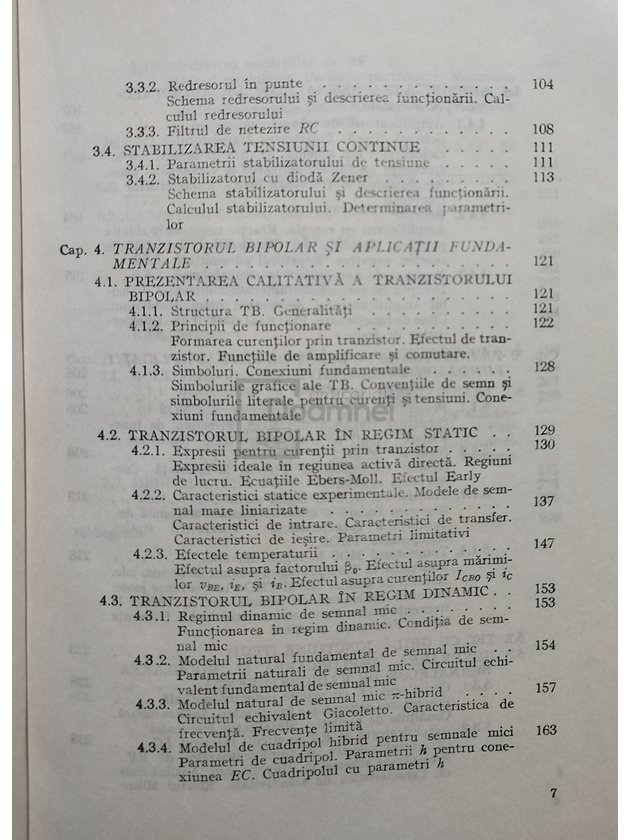 3.3.2. Redresorul în punte . . . . . . . . . . . . 104
Schema redresorului și descrierea funcționării. Cal-
culul redresorului
3.3.3. Filtrul de netezire RC . . . . . . . . . . . 108
3.4. STABILIZAREA TENSIUNII CONTINUE . . . . . 111
3.4.1. Parametrii stabilizatorului de tensiune . . . . . 111
3.4.2. Stabilizatorul cu diodă Zener . . . . . . . . . 113
Schema stabilizatorului și descrierea funcționării.
Calculul stabilizatorului. Determinarea parametri-
lor
Cap. 4. TRANZISTORUL BIPOLAR ȘI APLICAȚII FUNDA-
MENTALE . . . . . . . . . . . . . . . . . . . 121
4.1. PREZENTAREA CALITATIVĂ A TRANZISTORULUI
BIPOLAR . . . . . . . . . . . . . . . . . . . 121
4.1.1. Structura TB. Generalități . . . . . . . . . . 121
4.1.2. Principii de funcționare . . . . . . . . . . . 122
Formarea curenților prin tranzistor. Efectul de tran-
zistor. Funcțiile de amplificare și comutare.
4.1.3. Simboluri. Conexiuni fundamentale . . . . . . 128
Simbolurile grafice ale TB. Convențiile de semn și
simbolurile literale pentru curenți și tensiuni. Cone-
xiuni fundamentale
4.2. TRANZISTORUL BIPOLAR ÎN REGIM STATIC . . 129
4.2.1. Expresii pentru curenții prin tranzistor . . . . . 130
Expresii ideale în regiunea activă directă. Regiuni
de lucru. Ecuațiile Ebers-Moll. Efectul Early
4.2.2. Caracteristici statice experimentale. Modele de sem-
nal mare liniarizate . . . . . . . . . . . . 137
Caracteristici de intrare. Caracteristici de transfer.
Caracteristici de ieșire. Parametri limitativi
4.2.3. Efectele temperaturii . . . . . . . . . . . . 147
Efectul asupra factorului β₀. Efectul asupra mărimi-
lor vBE, iE, și iB. Efectul asupra curenților ICBO și iC
4.3. TRANZISTORUL BIPOLAR ÎN REGIM DINAMIC . . 153
4.3.1. Regimul dinamic de semnal mic . . . . . . . . 153
Funcționarea în regim dinamic. Condiția de sem-
nal mic
4.3.2. Modelul natural fundamental de semnal mic . . 154
Parametrii naturali de semnal mic. Circuitul echi-
valent fundamental de semnal mic
4.3.3. Modelul natural de semnal mic π-hibrid . . . . 157
Circuitul echivalent Giacoletto. Caracteristica de
frecvență. Frecvențe limită
4.3.4. Modelul de cuadripol hibrid pentru semnale mici 163
Parametri de cuadripol. Parametrii h pentru cone-
xiunea EC. Cuadripolul cu parametri h
7